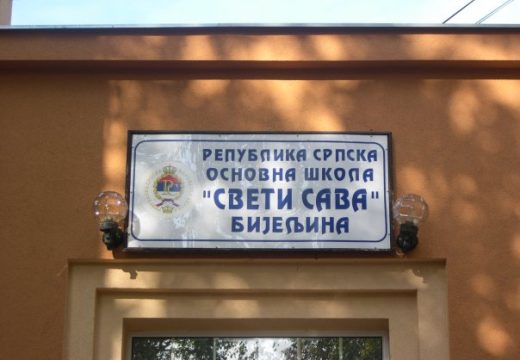 РЕПУБЛИКА СРПСКА
ОСНОВНА ШКОЛА
"СВЕТИ САВА"
БИЈЕЉИНА